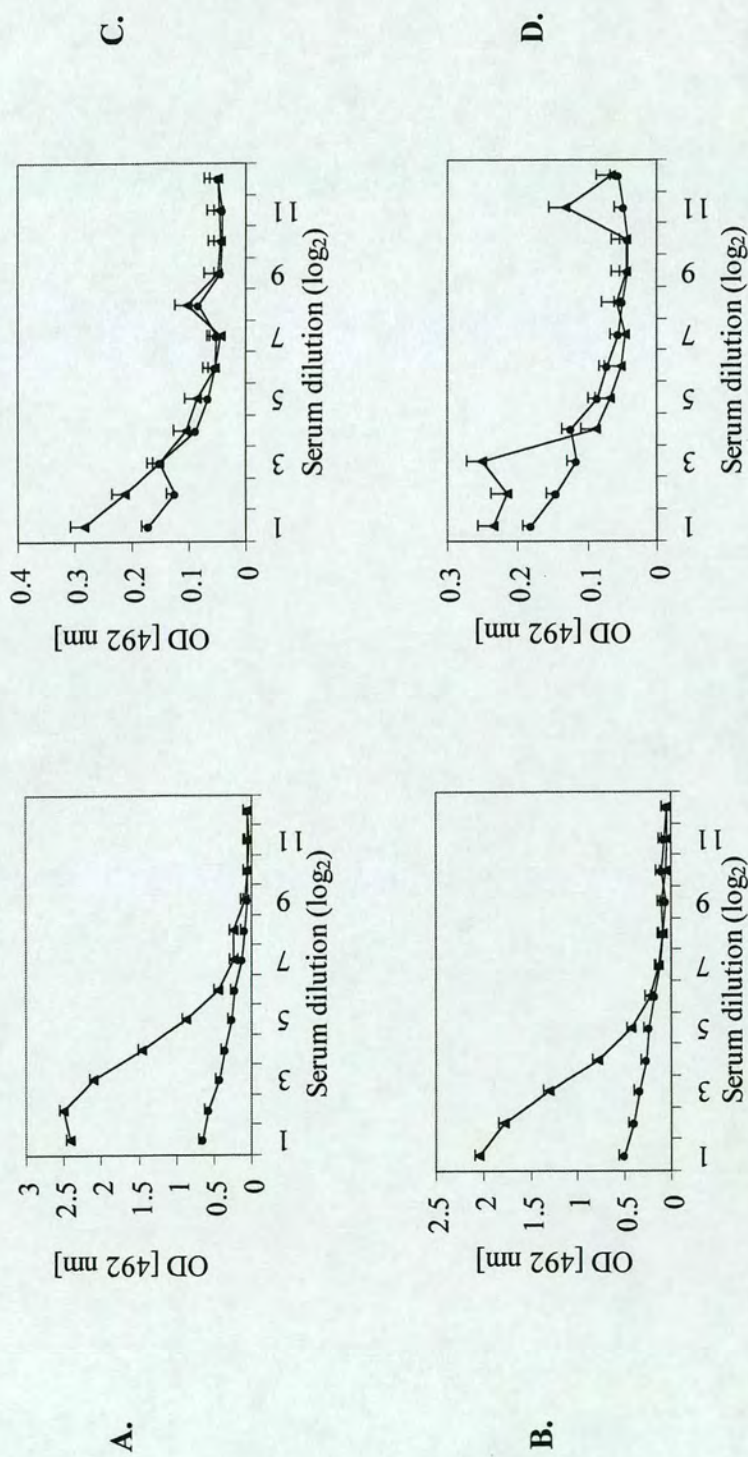 A.
3
2.5
2
1.5
1
0.5
0
OD [492 nm]
1 3 5 7 9 11
Serum dilution (log2)
B.
2.5
2
1.5
1
0.5
0
OD [492 nm]
1 3 5 7 9 11
Serum dilution (log2)
C.
0.4
0.3
0.2
0.1
0
OD [492 nm]
1 3 5 7 9 11
Serum dilution (log2)
D.
0.3
0.2
0.1
0
OD [492 nm]
1 3 5 7 9 11
Serum dilution (log2)